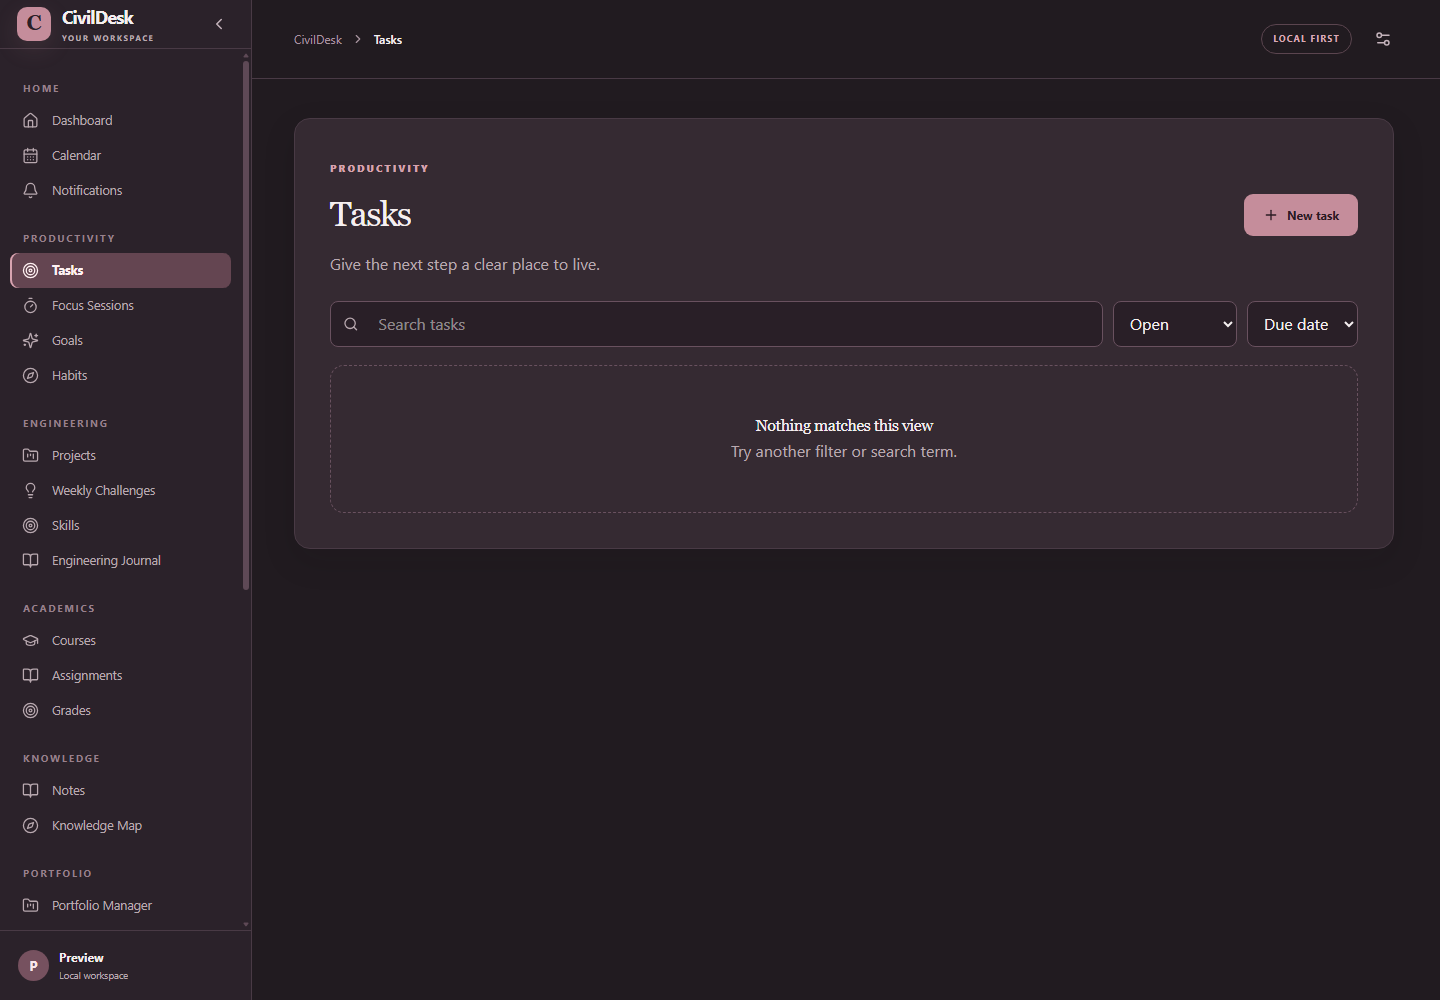 C
CivilDesk
YOUR WORKSPACE
HOME
Dashboard
Calendar
Notifications
PRODUCTIVITY
Tasks
Focus Sessions
Goals
Habits
ENGINEERING
Projects
Weekly Challenges
Skills
Engineering Journal
ACADEMICS
Courses
Assignments
Grades
KNOWLEDGE
Notes
Knowledge Map
PORTFOLIO
Portfolio Manager
P
Preview
Local workspace
CivilDesk > Tasks
LOCAL FIRST
PRODUCTIVITY
Tasks
+ New task
Give the next step a clear place to live.
Search tasks
Open
Due date
Nothing matches this view
Try another filter or search term.